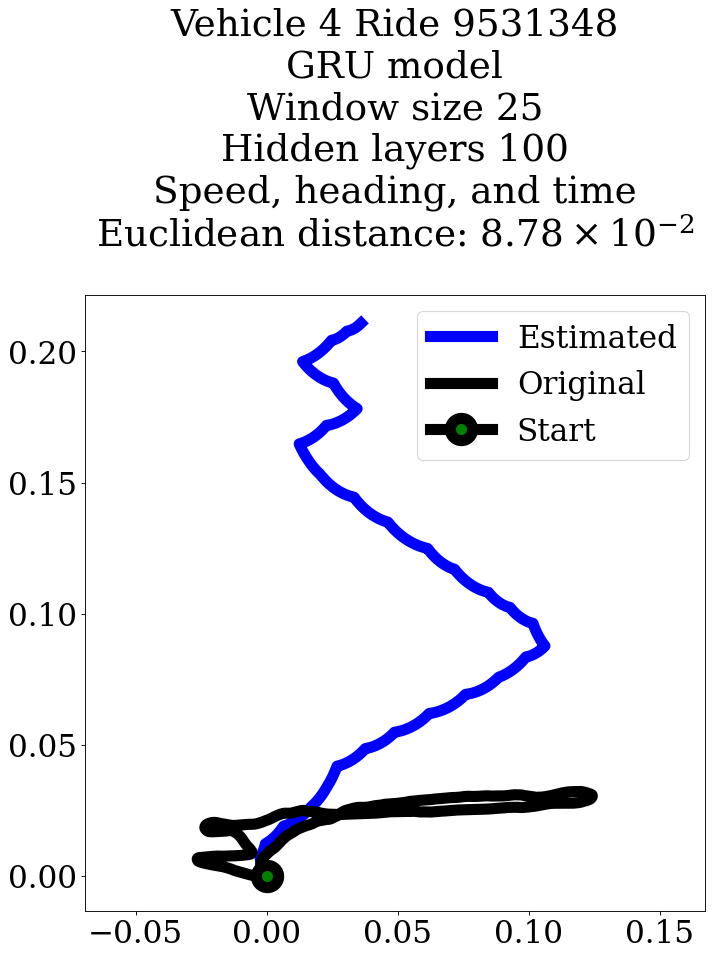 Vehicle 4 Ride 9531348
GRU model
Window size 25
Hidden layers 100
Speed, heading, and time
Euclidean distance: 8.78 × 10⁻²
Estimated
Original
Start
0.20
0.15
0.10
0.05
0.00
−0.05 0.00 0.05 0.10 0.15